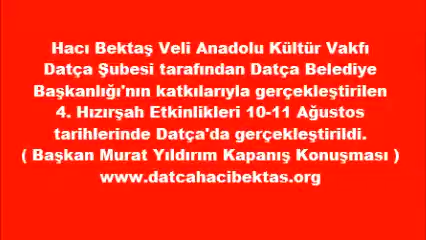 Hacı Bektaş Veli Anadolu Kültür Vakfı
Datça Şubesi tarafından Datça Belediye
Başkanlığı'nın katkılarıyla gerçekleştirilen
4. Hızırşah Etkinlikleri 10-11 Ağustos
tarihlerinde Datça'da gerçekleştirildi.
( Başkan Murat Yıldırım Kapanış Konuşması )
www.datcahacibektas.org